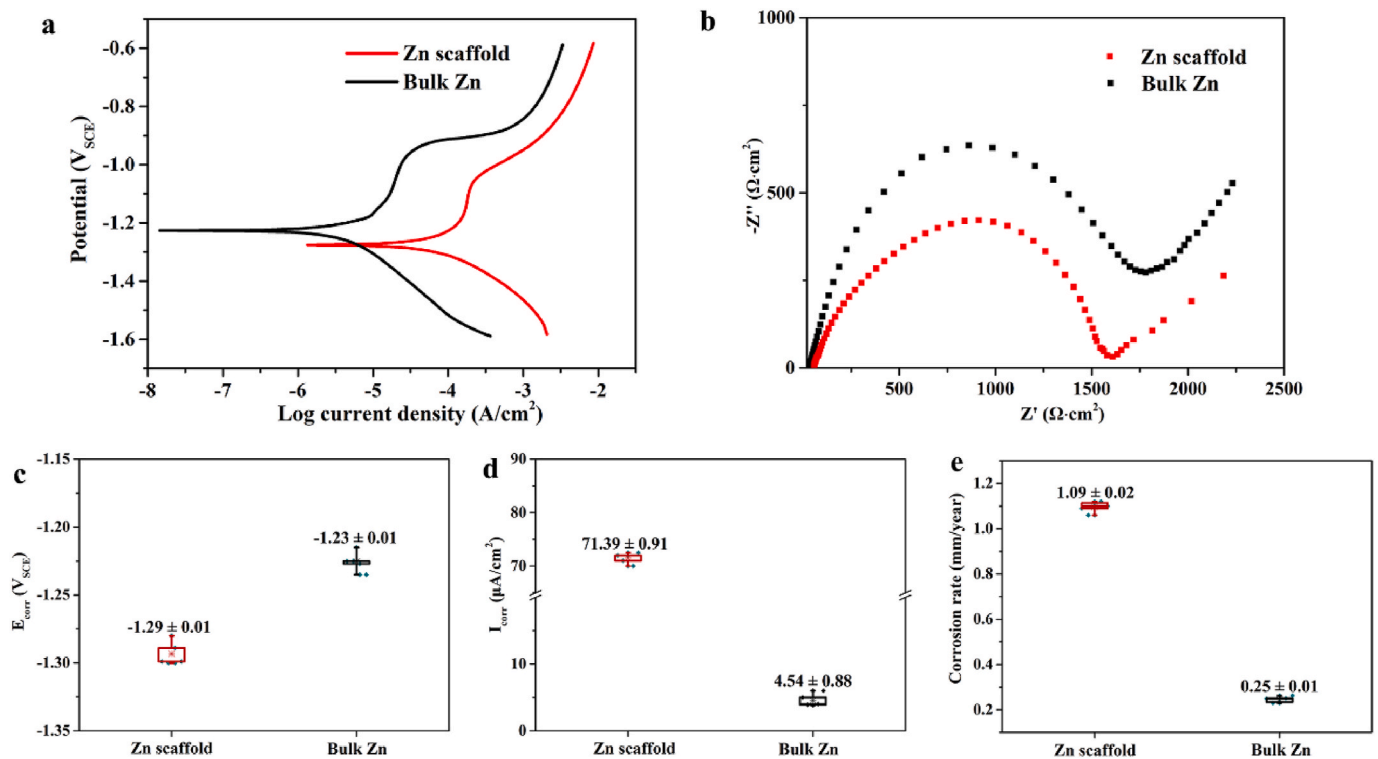 a
Zn scaffold
Bulk Zn
-0.6
-0.8
-1.0
-1.2
-1.4
-1.6
Potential (V_SCE)
-8 -7 -6 -5 -4 -3 -2
Log current density (A/cm²)
b
Zn scaffold
Bulk Zn
1000
500
0
-Z'' (Ω·cm²)
500 1000 1500 2000 2500
Z' (Ω·cm²)
c
-1.15
-1.20
-1.25
-1.30
-1.35
E_corr (V_SCE)
-1.23 ± 0.01
-1.29 ± 0.01
Zn scaffold Bulk Zn
d
90
80
70
10
0
I_corr (μA/cm²)
71.39 ± 0.91
4.54 ± 0.88
Zn scaffold Bulk Zn
e
1.2
1.0
0.8
0.6
0.4
0.2
Corrosion rate (mm/year)
1.09 ± 0.02
0.25 ± 0.01
Zn scaffold Bulk Zn